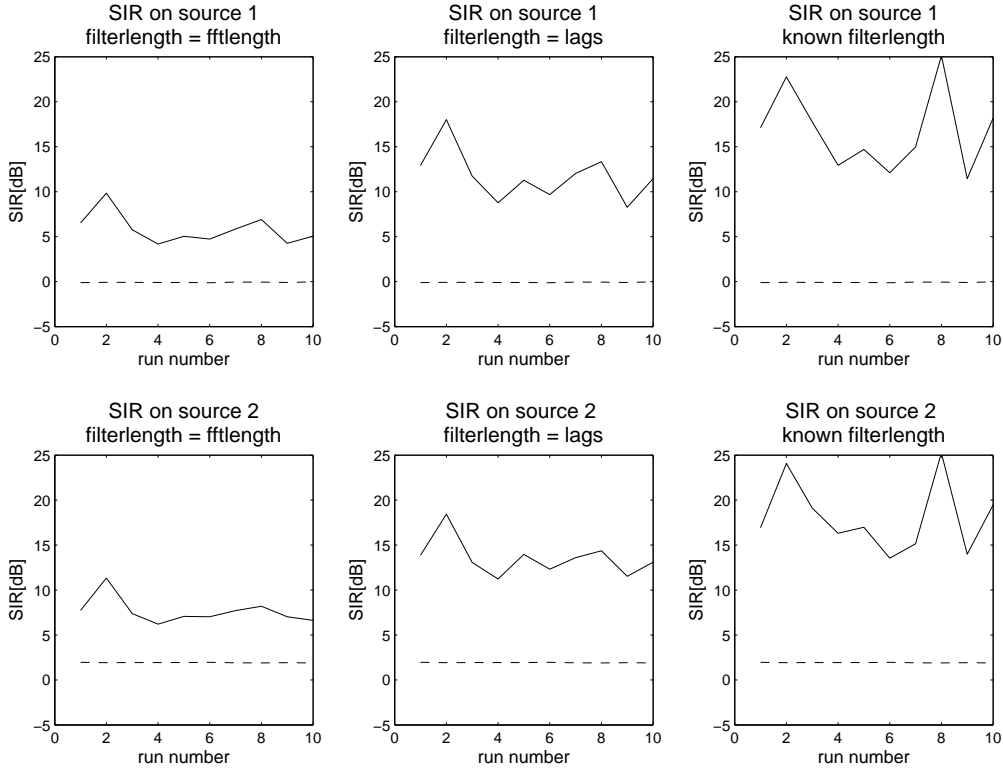 SIR on source 1
filterlength = fftlength
25
20
15
10
5
0
−5
SIR[dB]
0 2 4 6 8 10
run number
SIR on source 1
filterlength = lags
25
20
15
10
5
0
−5
SIR[dB]
0 2 4 6 8 10
run number
SIR on source 1
known filterlength
25
20
15
10
5
0
−5
SIR[dB]
0 2 4 6 8 10
run number
SIR on source 2
filterlength = fftlength
25
20
15
10
5
0
−5
SIR[dB]
0 2 4 6 8 10
run number
SIR on source 2
filterlength = lags
25
20
15
10
5
0
−5
SIR[dB]
0 2 4 6 8 10
run number
SIR on source 2
known filterlength
25
20
15
10
5
0
−5
SIR[dB]
0 2 4 6 8 10
run number